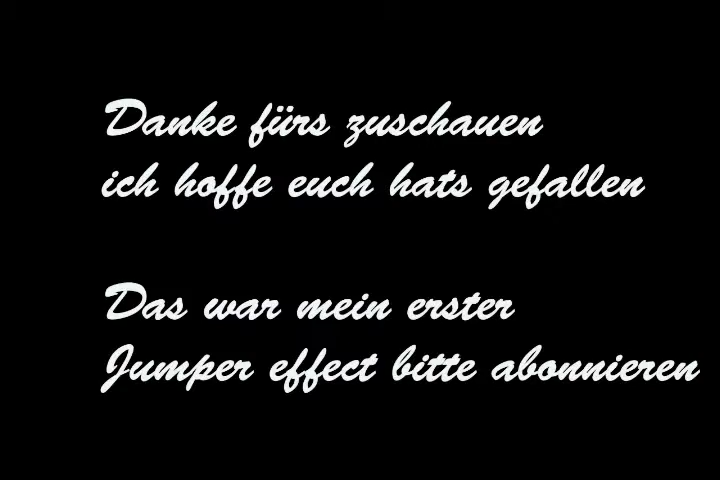 Danke fürs zuschauen
ich hoffe euch hats gefallen
Das war mein erster
Jumper effect bitte abonnieren